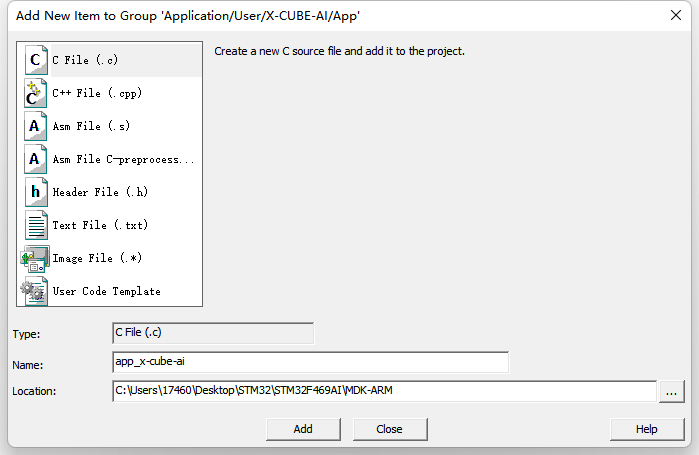 Add New Item to Group 'Application/User/X-CUBE-AI/App'
C File (.c)
Create a new C source file and add it to the project.
C++ File (.cpp)
A Asm File (.s)
A Asm File C-preprocess...
h Header File (.h)
Text File (.txt)
Image File (.*)
User Code Template
Type:
C File (.c)
Name:
app_x-cube-ai
Location:
C:\Users\17460\Desktop\STM32\STM32F469AI\MDK-ARM
...
Add
Close
Help